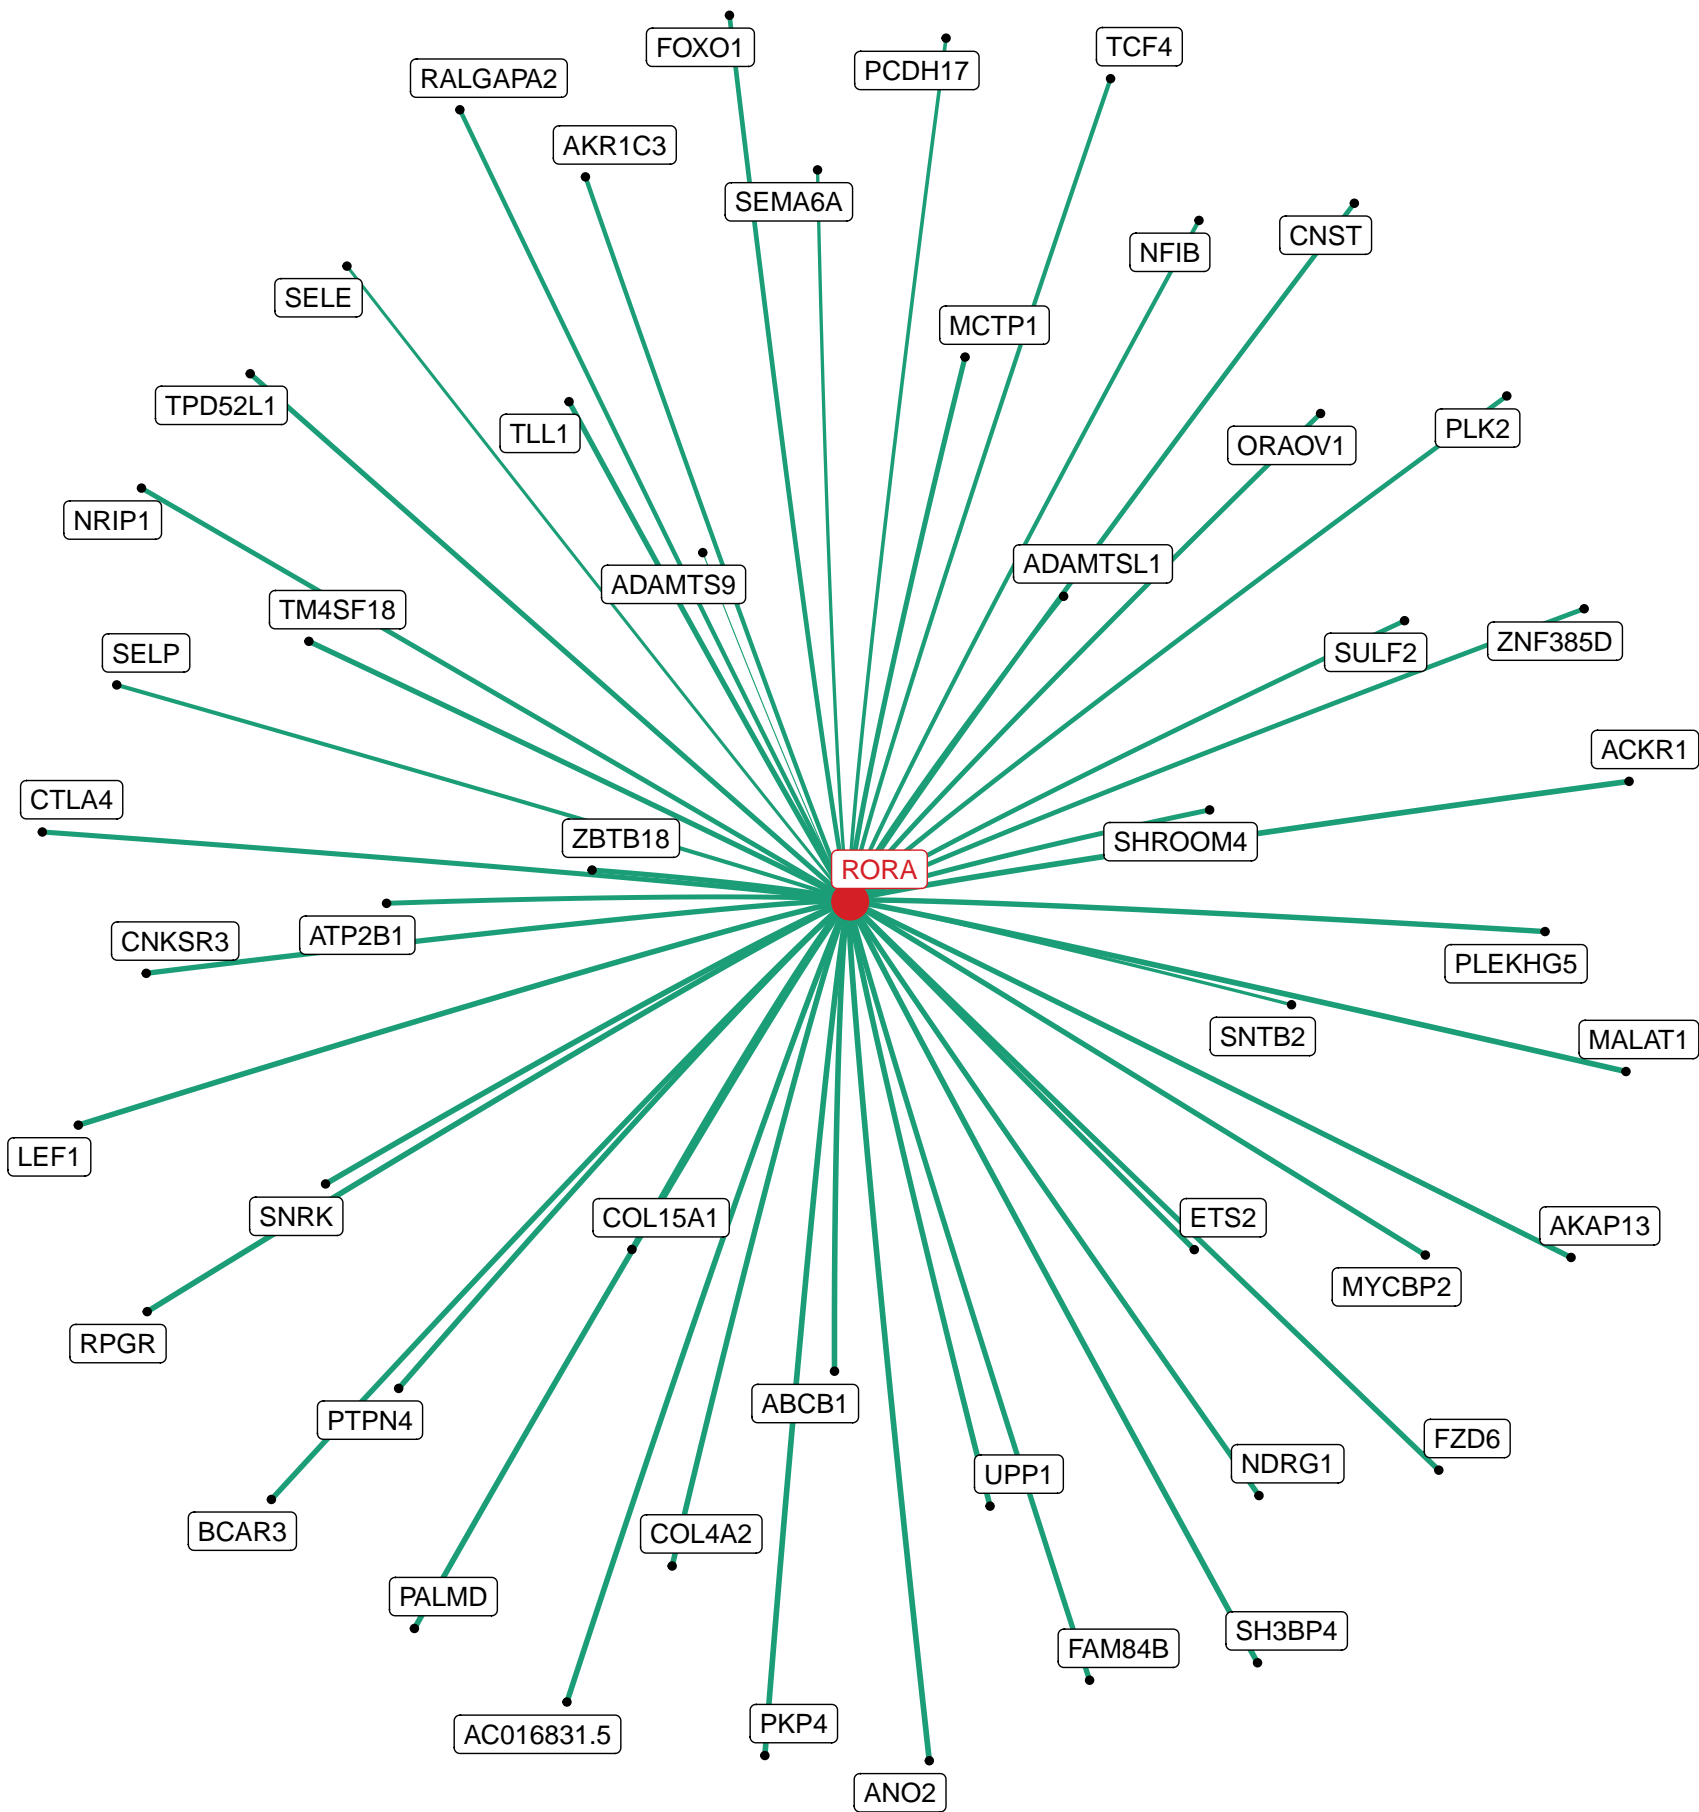 FOXO1
TCF4
PCDH17
RALGAPA2
AKR1C3
SEMA6A
CNST
NFIB
SELE
MCTP1
TPD52L1
PLK2
TLL1
ORAOV1
NRIP1
ADAMTSL1
ADAMTS9
TM4SF18
ZNF385D
SULF2
SELP
ACKR1
CTLA4
ZBTB18
SHROOM4
RORA
ATP2B1
CNKSR3
PLEKHG5
SNTB2
MALAT1
LEF1
SNRK
COL15A1
ETS2
AKAP13
MYCBP2
RPGR
ABCB1
PTPN4
FZD6
NDRG1
UPP1
BCAR3
COL4A2
PALMD
SH3BP4
FAM84B
PKP4
AC016831.5
ANO2